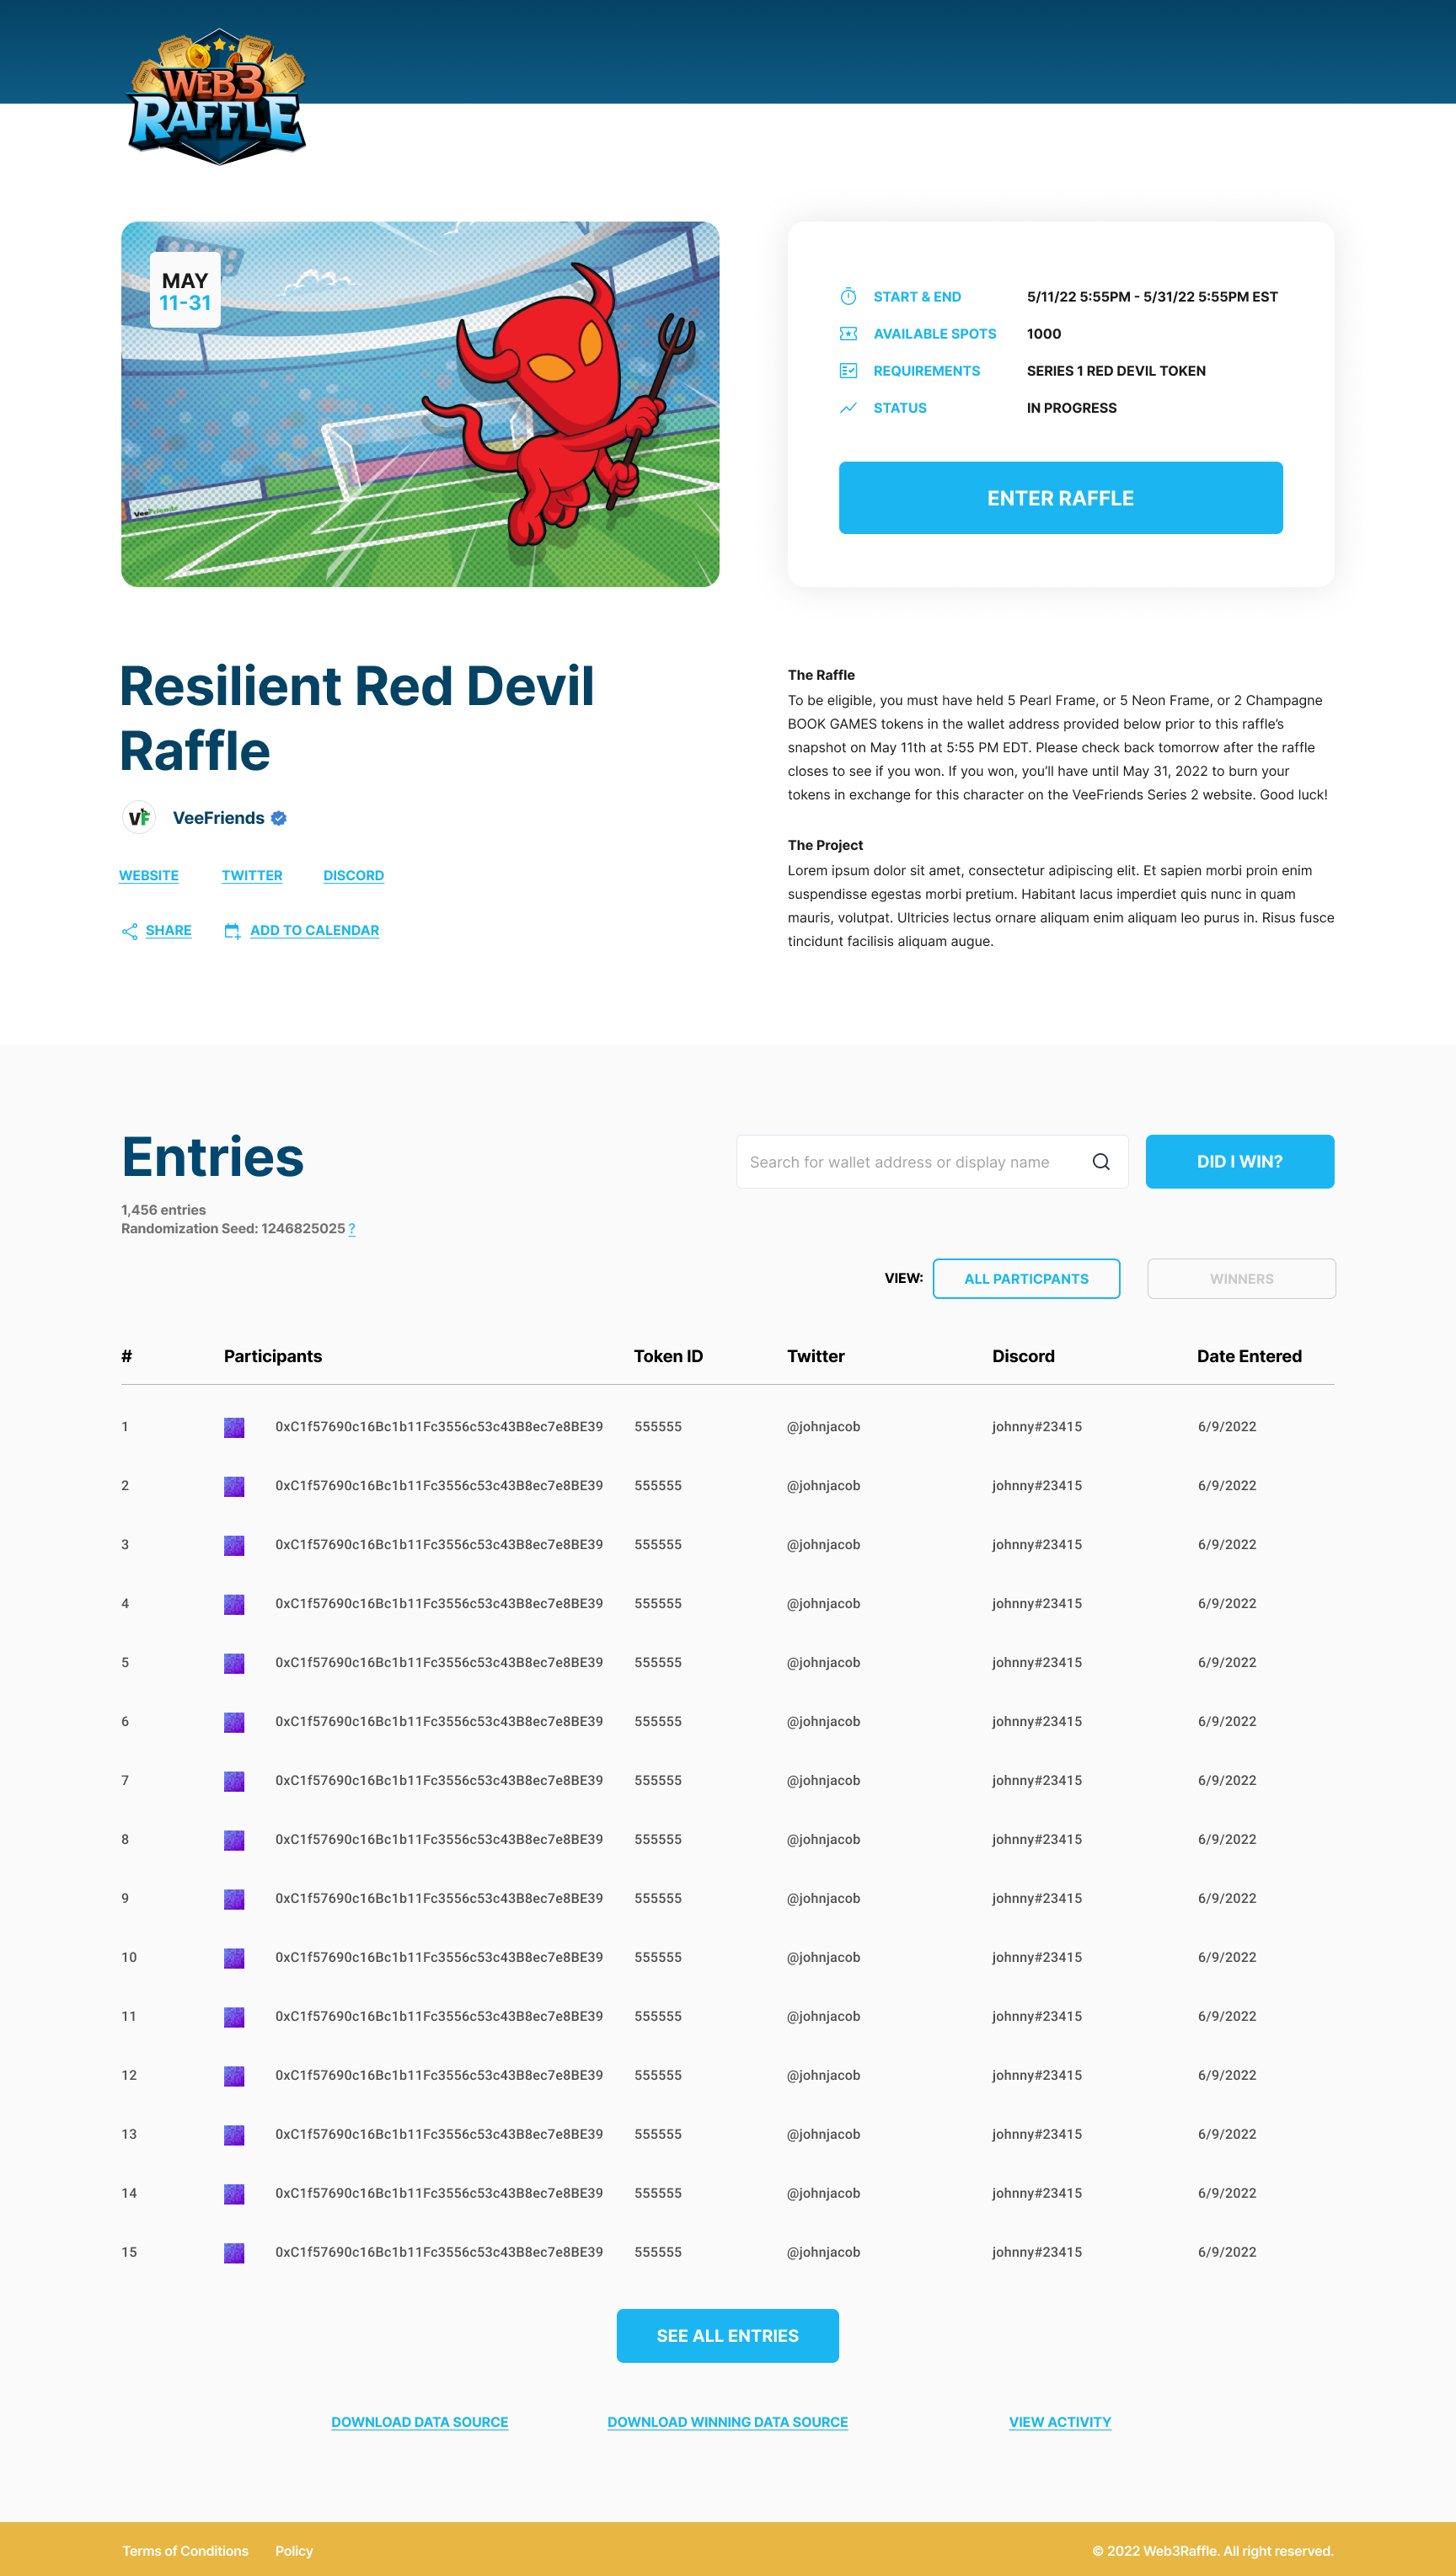 WEB3
RAFFLE
MAY
11-31
VeeFriends
START & END 5/11/22 5:55PM - 5/31/22 5:55PM EST
AVAILABLE SPOTS 1000
REQUIREMENTS SERIES 1 RED DEVIL TOKEN
STATUS IN PROGRESS
ENTER RAFFLE
Resilient Red Devil
Raffle
VF VeeFriends
WEBSITE TWITTER DISCORD
SHARE ADD TO CALENDAR
The Raffle
To be eligible, you must have held 5 Pearl Frame, or 5 Neon Frame, or 2 Champagne
BOOK GAMES tokens in the wallet address provided below prior to this raffle’s
snapshot on May 11th at 5:55 PM EDT. Please check back tomorrow after the raffle
closes to see if you won. If you won, you’ll have until May 31, 2022 to burn your
tokens in exchange for this character on the VeeFriends Series 2 website. Good luck!
The Project
Lorem ipsum dolor sit amet, consectetur adipiscing elit. Et sapien morbi proin enim
suspendisse egestas morbi pretium. Habitant lacus imperdiet quis nunc in quam
mauris, volutpat. Ultricies lectus ornare aliquam enim aliquam leo purus in. Risus fusce
tincidunt facilisis aliquam augue.
Entries
1,456 entries
Randomization Seed: 1246825025 ?
Search for wallet address or display name
DID I WIN?
VIEW: ALL PARTICPANTS WINNERS
# Participants Token ID Twitter Discord Date Entered
1 0xC1f57690c16Bc1b11Fc3556c53c43B8ec7e8BE39 555555 @johnjacob johnny#23415 6/9/2022
2 0xC1f57690c16Bc1b11Fc3556c53c43B8ec7e8BE39 555555 @johnjacob johnny#23415 6/9/2022
3 0xC1f57690c16Bc1b11Fc3556c53c43B8ec7e8BE39 555555 @johnjacob johnny#23415 6/9/2022
4 0xC1f57690c16Bc1b11Fc3556c53c43B8ec7e8BE39 555555 @johnjacob johnny#23415 6/9/2022
5 0xC1f57690c16Bc1b11Fc3556c53c43B8ec7e8BE39 555555 @johnjacob johnny#23415 6/9/2022
6 0xC1f57690c16Bc1b11Fc3556c53c43B8ec7e8BE39 555555 @johnjacob johnny#23415 6/9/2022
7 0xC1f57690c16Bc1b11Fc3556c53c43B8ec7e8BE39 555555 @johnjacob johnny#23415 6/9/2022
8 0xC1f57690c16Bc1b11Fc3556c53c43B8ec7e8BE39 555555 @johnjacob johnny#23415 6/9/2022
9 0xC1f57690c16Bc1b11Fc3556c53c43B8ec7e8BE39 555555 @johnjacob johnny#23415 6/9/2022
10 0xC1f57690c16Bc1b11Fc3556c53c43B8ec7e8BE39 555555 @johnjacob johnny#23415 6/9/2022
11 0xC1f57690c16Bc1b11Fc3556c53c43B8ec7e8BE39 555555 @johnjacob johnny#23415 6/9/2022
12 0xC1f57690c16Bc1b11Fc3556c53c43B8ec7e8BE39 555555 @johnjacob johnny#23415 6/9/2022
13 0xC1f57690c16Bc1b11Fc3556c53c43B8ec7e8BE39 555555 @johnjacob johnny#23415 6/9/2022
14 0xC1f57690c16Bc1b11Fc3556c53c43B8ec7e8BE39 555555 @johnjacob johnny#23415 6/9/2022
15 0xC1f57690c16Bc1b11Fc3556c53c43B8ec7e8BE39 555555 @johnjacob johnny#23415 6/9/2022
SEE ALL ENTRIES
DOWNLOAD DATA SOURCE DOWNLOAD WINNING DATA SOURCE VIEW ACTIVITY
Terms of Conditions Policy © 2022 Web3Raffle. All right reserved.